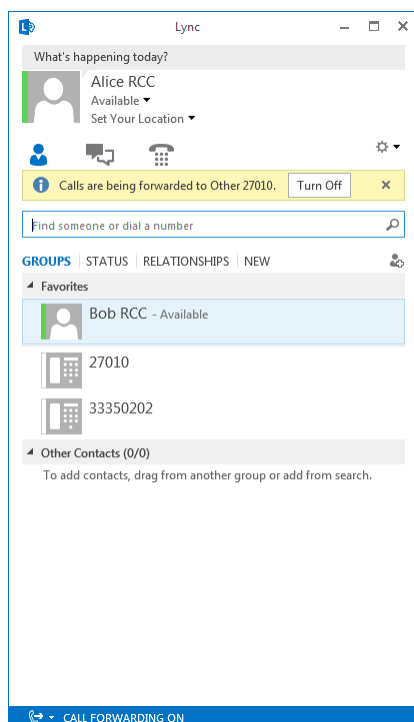 Lync
What's happening today?
Alice RCC
Available
Set Your Location
Calls are being forwarded to Other 27010. Turn Off
Find someone or dial a number
GROUPS STATUS RELATIONSHIPS NEW
Favorites
Bob RCC - Available
27010
33350202
Other Contacts (0/0)
To add contacts, drag from another group or add from search.
CALL FORWARDING ON